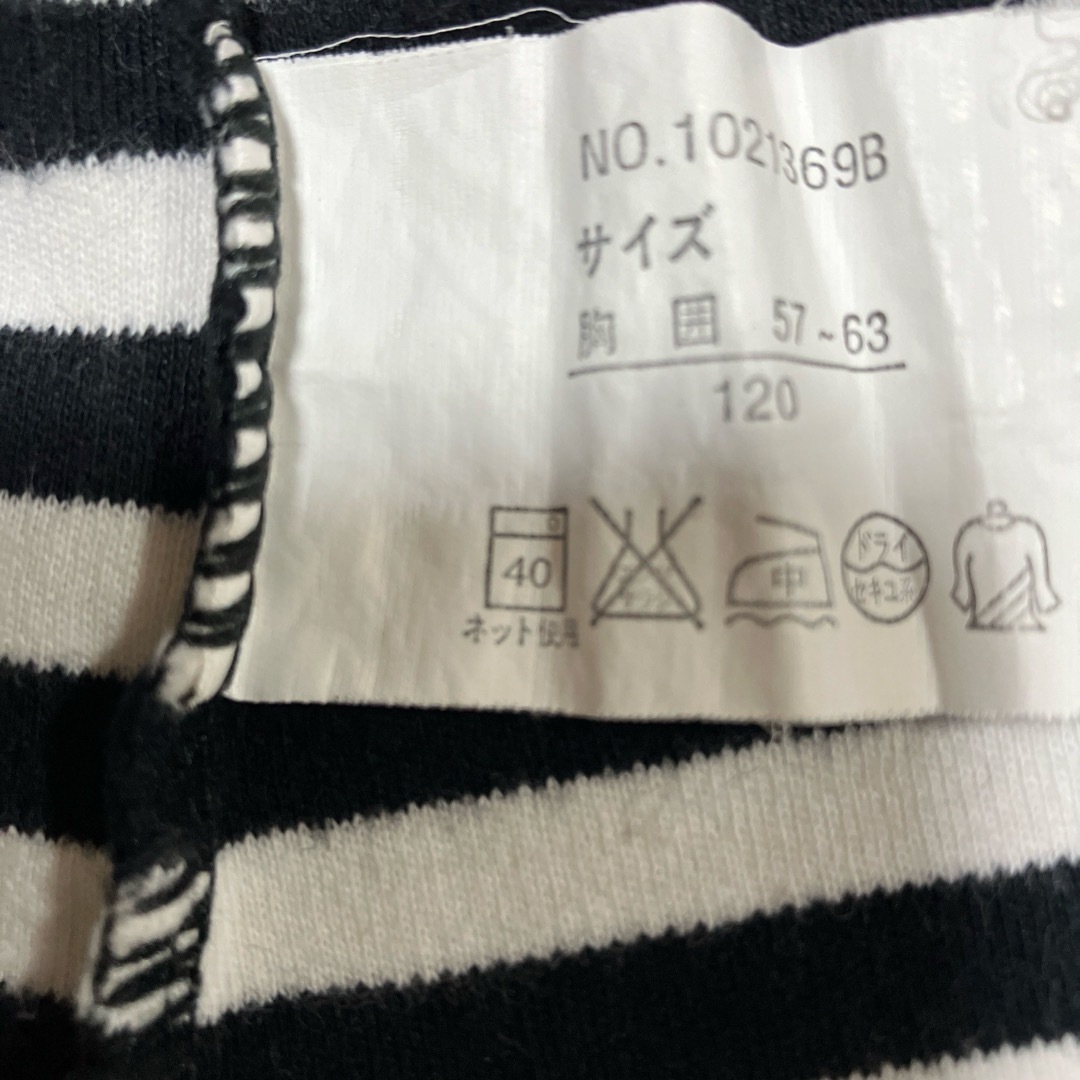 NO.1021369B
サイズ
胸 囲 57~63
120
40
中
ドライ
セキユ系
ネット使用